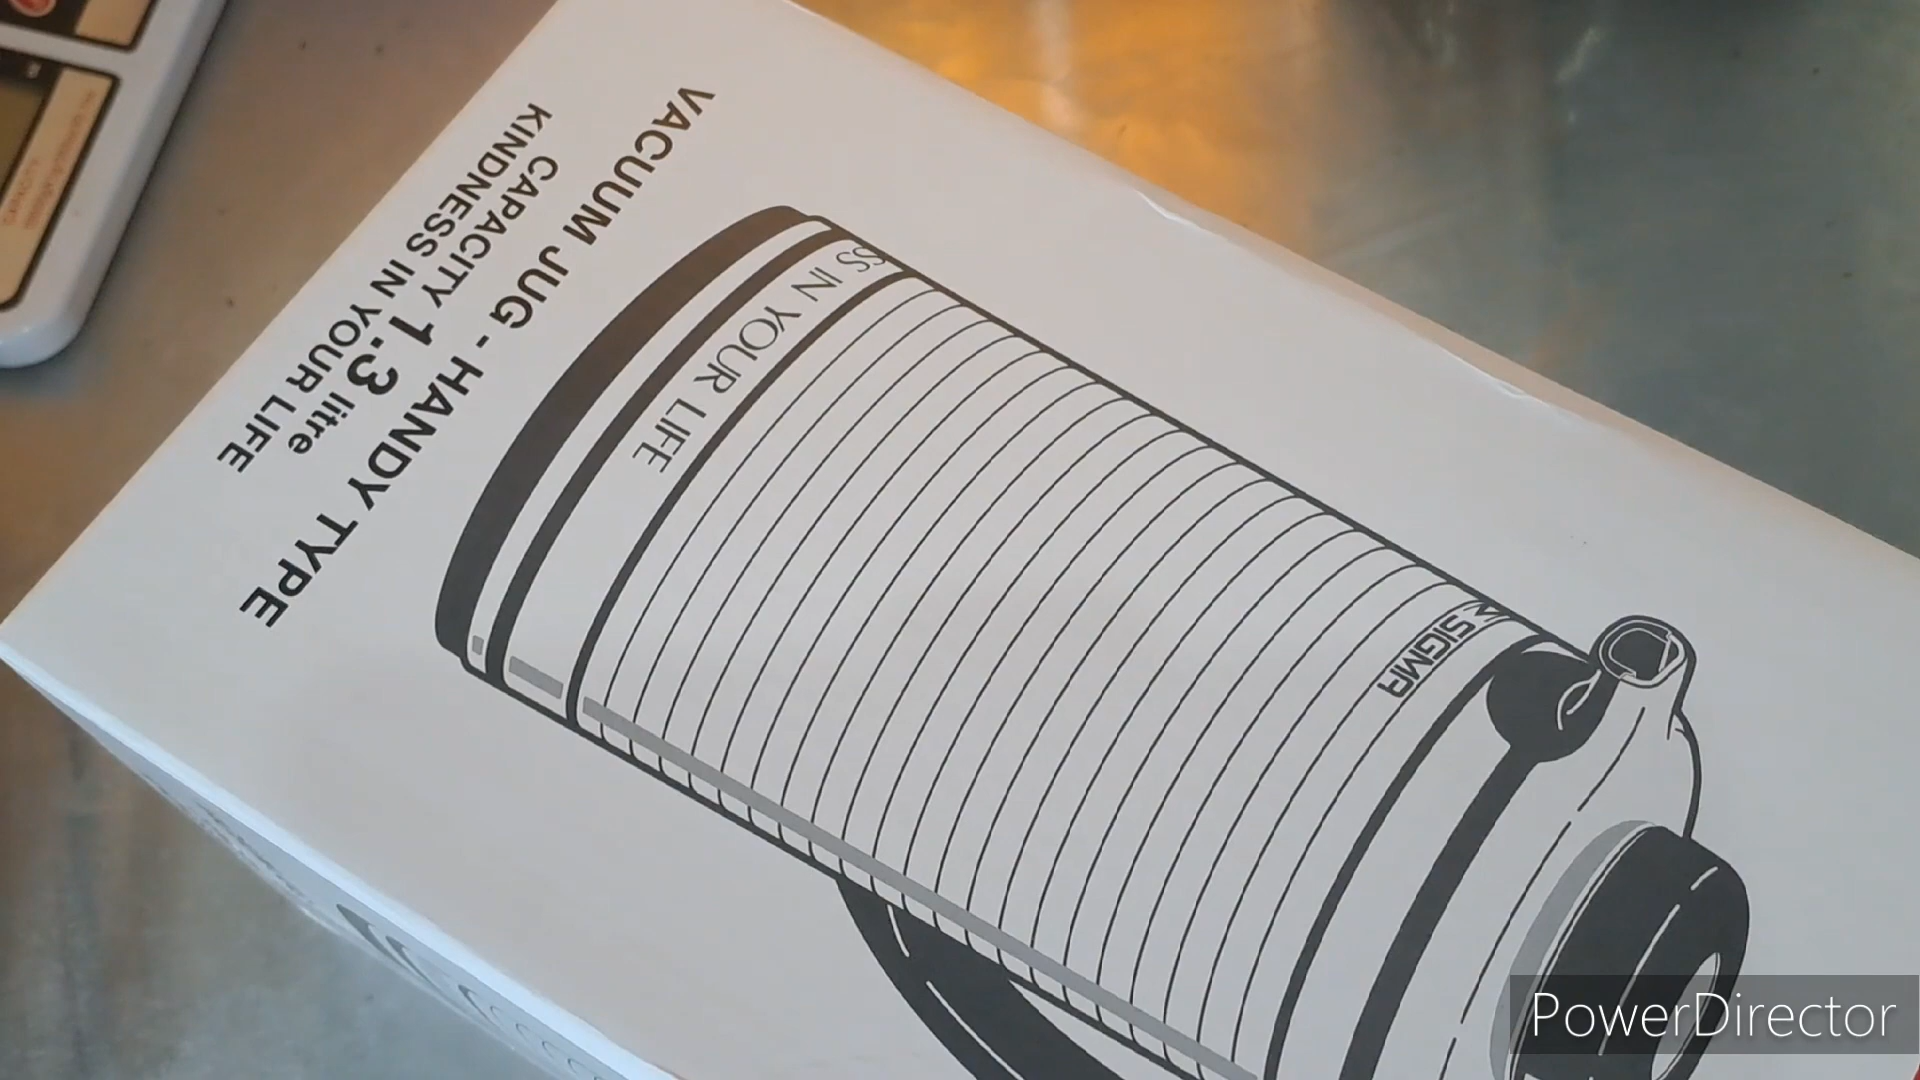 VACUUM JUG - HANDY TYPE
CAPACITY 1.3 litre
KINDNESS IN YOUR LIFE
SS IN YOUR LIFE
SIGMA
PowerDirector